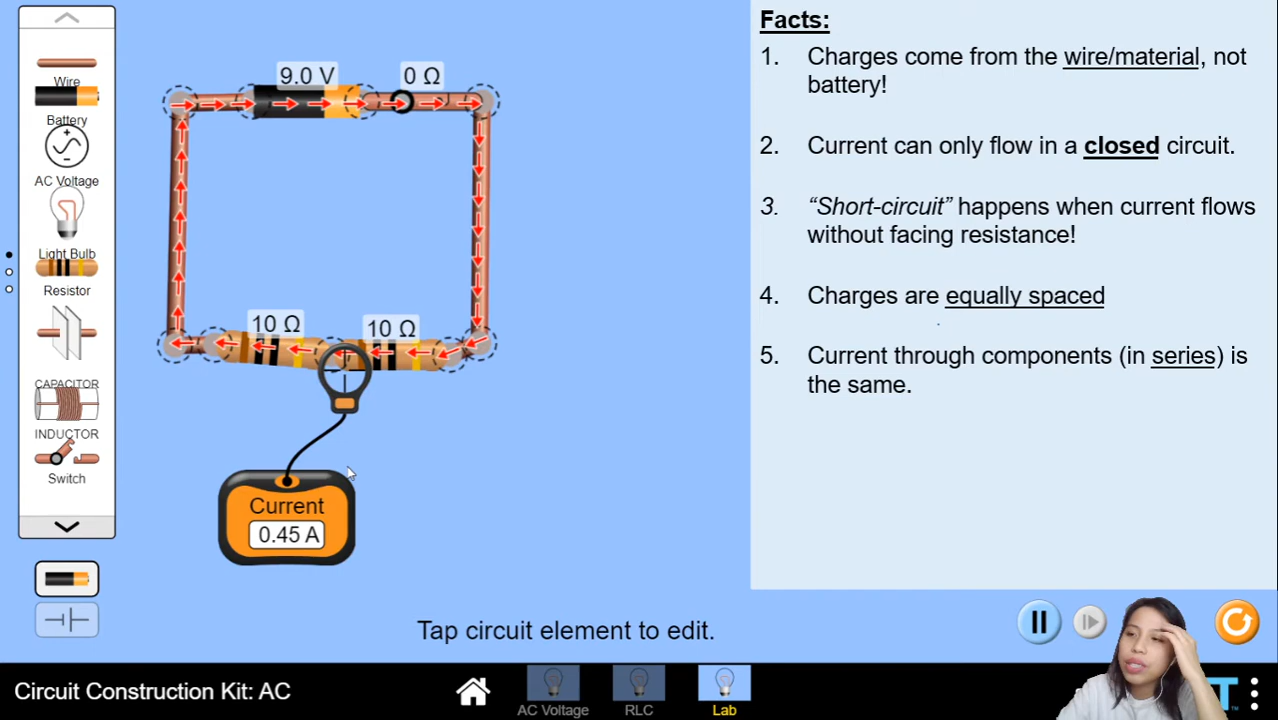 Wire
Battery
AC Voltage
Light Bulb
Resistor
CAPACITOR
INDUCTOR
Switch
9.0 V
0 Ω
10 Ω
10 Ω
Current
0.45 A
Tap circuit element to edit.
Facts:
1. Charges come from the wire/material, not
battery!
2. Current can only flow in a closed circuit.
3. “Short-circuit” happens when current flows
without facing resistance!
4. Charges are equally spaced
5. Current through components (in series) is
the same.
Circuit Construction Kit: AC
AC Voltage
RLC
Lab